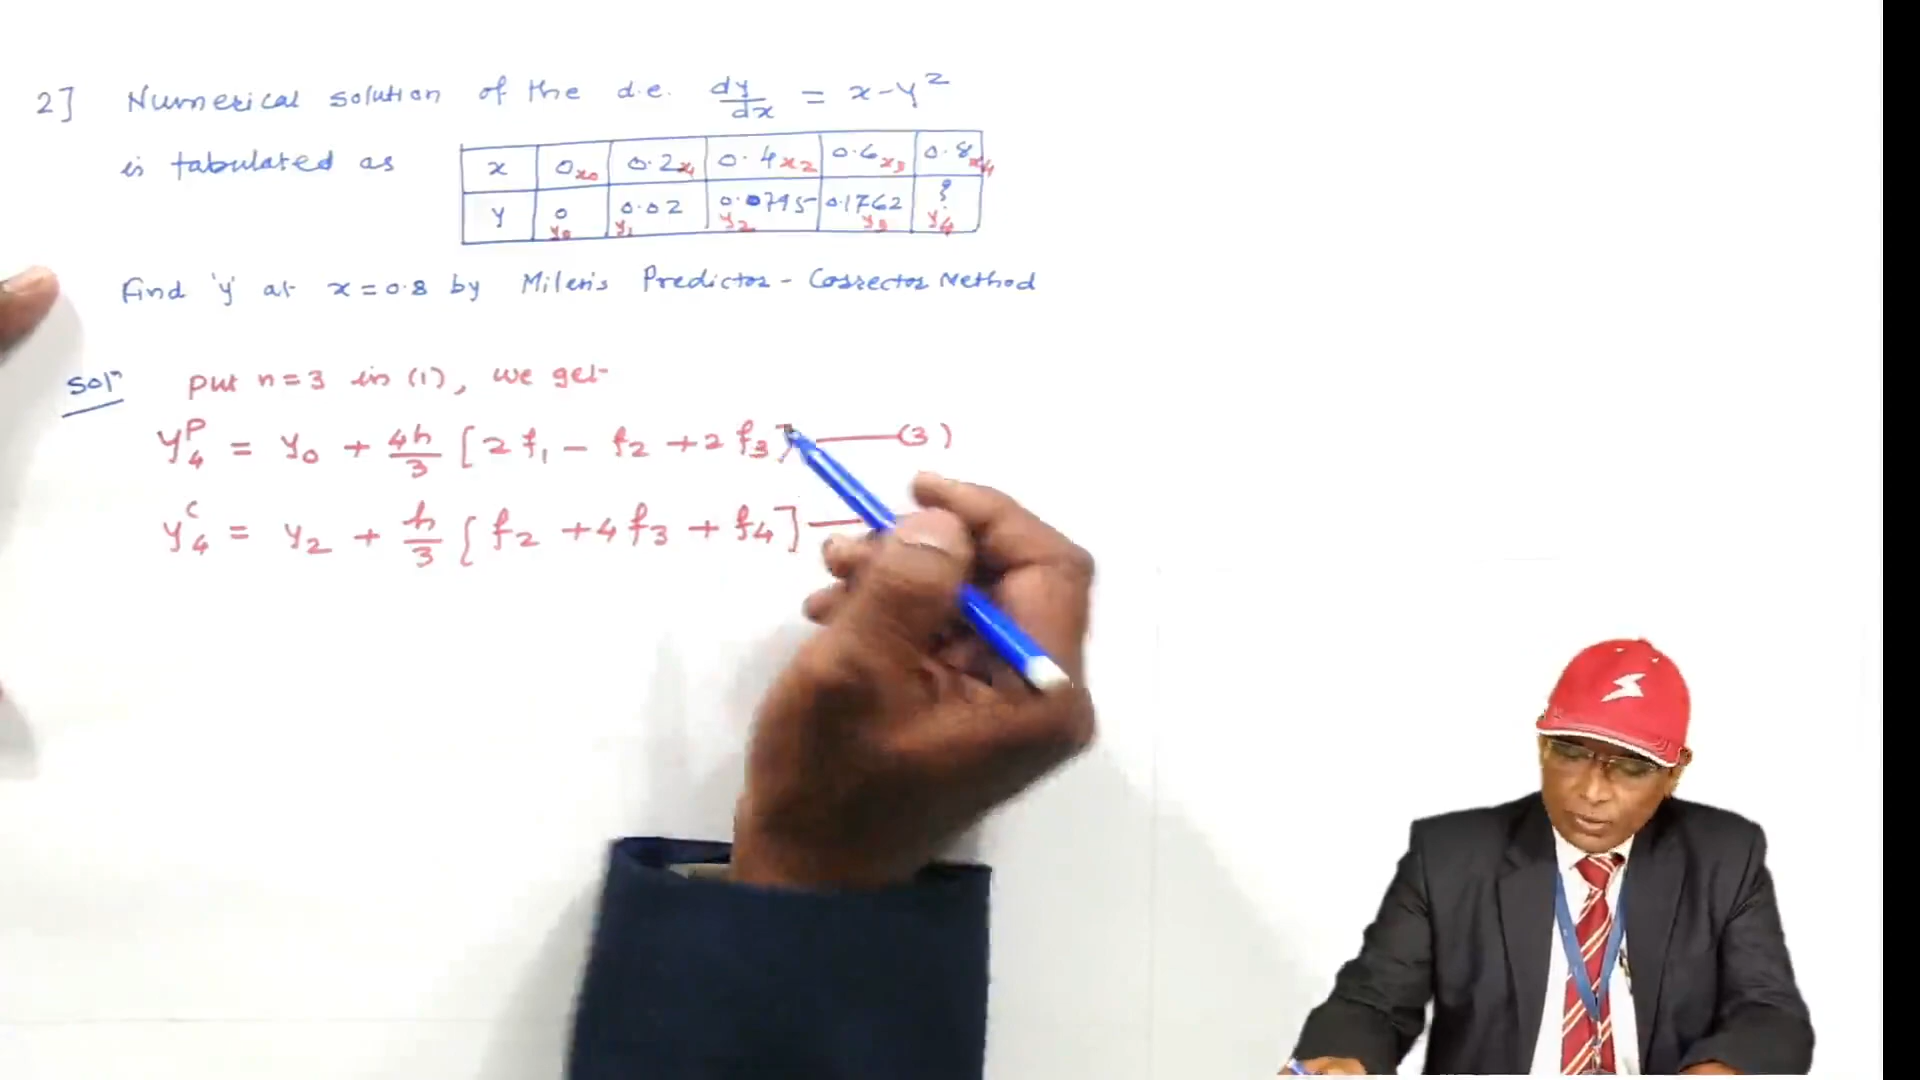 2] Numerical solution of the d.e. dy/dx = x-y²
is tabulated as
x 0 x₀ 0.2 x₁ 0.4 x₂ 0.6 x₃ 0.8 x₄
y 0 y₀ 0.02 y₁ 0.0795 y₂ 0.1762 y₃ ? y₄
Find 'y' at x=0.8 by Milen's Predictor - Corrector Method
Solⁿ put n=3 in (1), we get
y₄ᴾ = y₀ + 4h/3 [2f₁ - f₂ + 2f₃] —(3)
y₄ᶜ = y₂ + h/3 [f₂ + 4f₃ + f₄] —